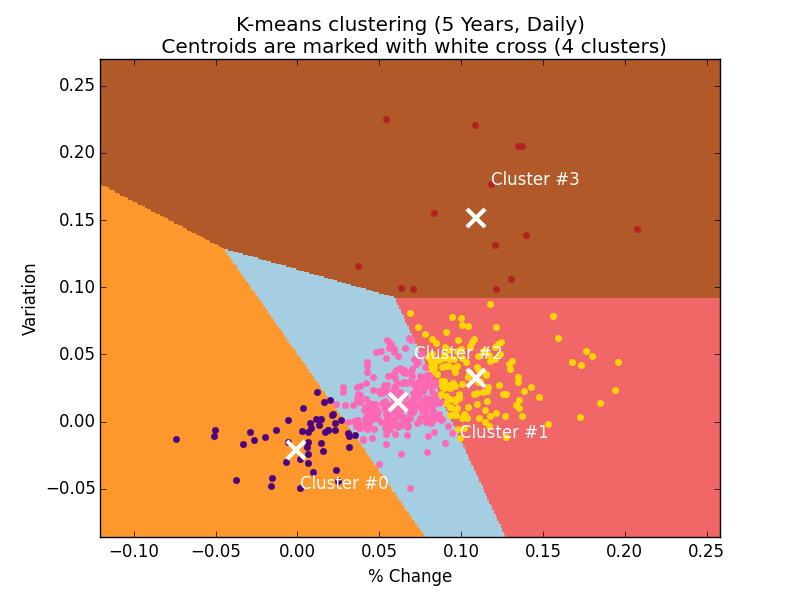 K-means clustering (5 Years, Daily)
Centroids are marked with white cross (4 clusters)
0.25
0.20
0.15
0.10
0.05
0.00
−0.05
Variation
Cluster #3
Cluster #2
Cluster #1
Cluster #0
−0.10
−0.05
0.00
0.05
0.10
0.15
0.20
0.25
% Change